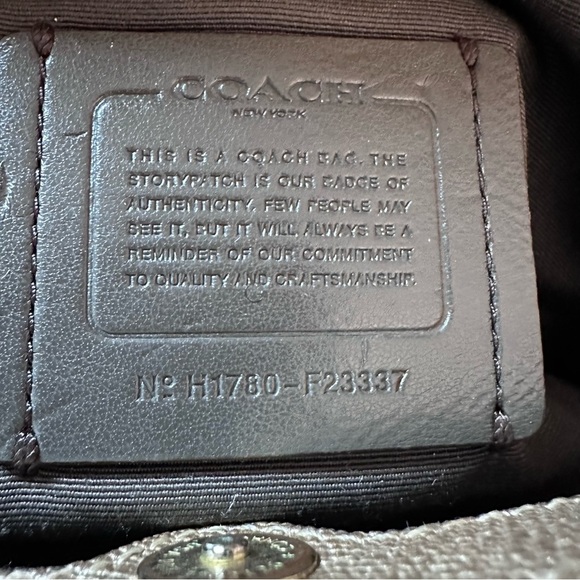 COACH
NEW YORK
THIS IS A COACH BAG. THE
STORYPATCH IS OUR BADGE OF
AUTHENTICITY. FEW PEOPLE MAY
SEE IT, BUT IT WILL ALWAYS BE A
REMINDER OF OUR COMMITMENT
TO QUALITY AND CRAFTSMANSHIP.
Nº H1780-F23337